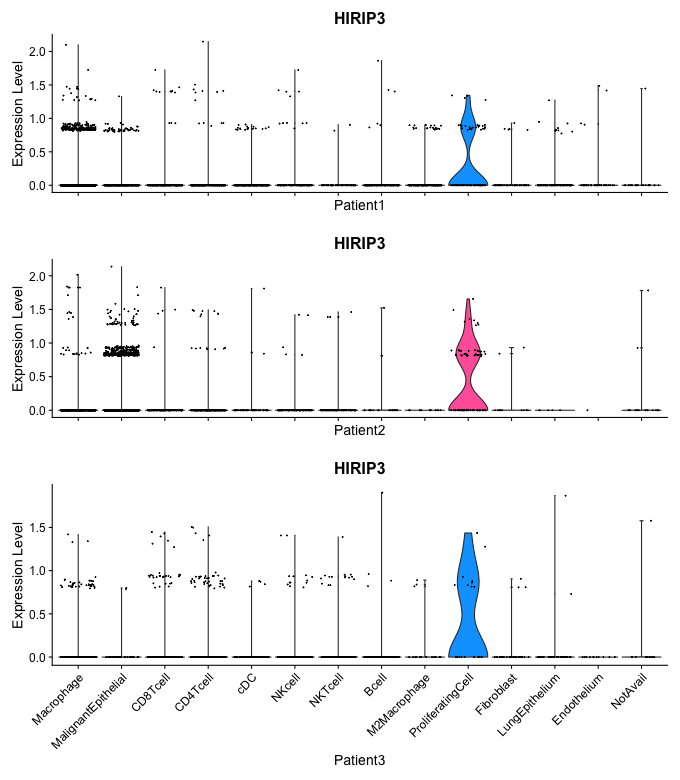 HIRIP3
Expression Level
2.0
1.5
1.0
0.5
0.0
Patient1
HIRIP3
Expression Level
2.0
1.5
1.0
0.5
0.0
Patient2
HIRIP3
Expression Level
1.5
1.0
0.5
0.0
Macrophage
MalignantEpithelial
CD8Tcell
CD4Tcell
cDC
NKcell
NKTcell
Bcell
M2Macrophage
ProliferatingCell
Fibroblast
LungEpithelium
Endothelium
NotAvail
Patient3